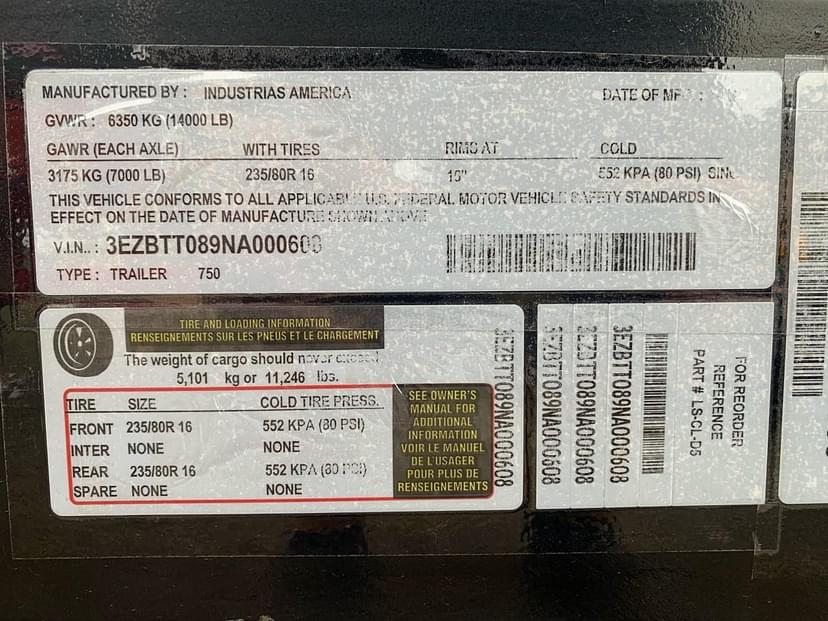 MANUFACTURED BY : INDUSTRIAS AMERICA
DATE OF MF
GVWR : 6350 KG (14000 LB)
GAWR (EACH AXLE) WITH TIRES RIMS AT COLD
3175 KG (7000 LB) 235/80R 16 16" 552 KPA (80 PSI)
THIS VEHICLE CONFORMS TO ALL APPLICABLE U.S. FEDERAL MOTOR VEHICLE SAFETY STANDARDS IN
EFFECT ON THE DATE OF MANUFACTURE SHOWN ABOVE
V.I.N.. : 3EZBTT089NA000608
TYPE : TRAILER 750
TIRE AND LOADING INFORMATION
RENSEIGNEMENTS SUR LES PNEUS ET LE CHARGEMENT
The weight of cargo should never exceed
5,101 kg or 11,246 lbs.
TIRE SIZE COLD TIRE PRESS.
FRONT 235/80R 16 552 KPA (80 PSI)
INTER NONE NONE
REAR 235/80R 16 552 KPA (80 PSI)
SPARE NONE NONE
SEE OWNER'S
MANUAL FOR
ADDITIONAL
INFORMATION
VOIR LE MANUEL
DE L'USAGER
POUR PLUS DE
RENSEIGNEMENTS
3EZBTT089NA000608
3EZBTT089NA000608
3EZBTT089NA000608
3EZBTT089NA000608
FOR REORDER
REFERENCE
PART # LS-CL-D5